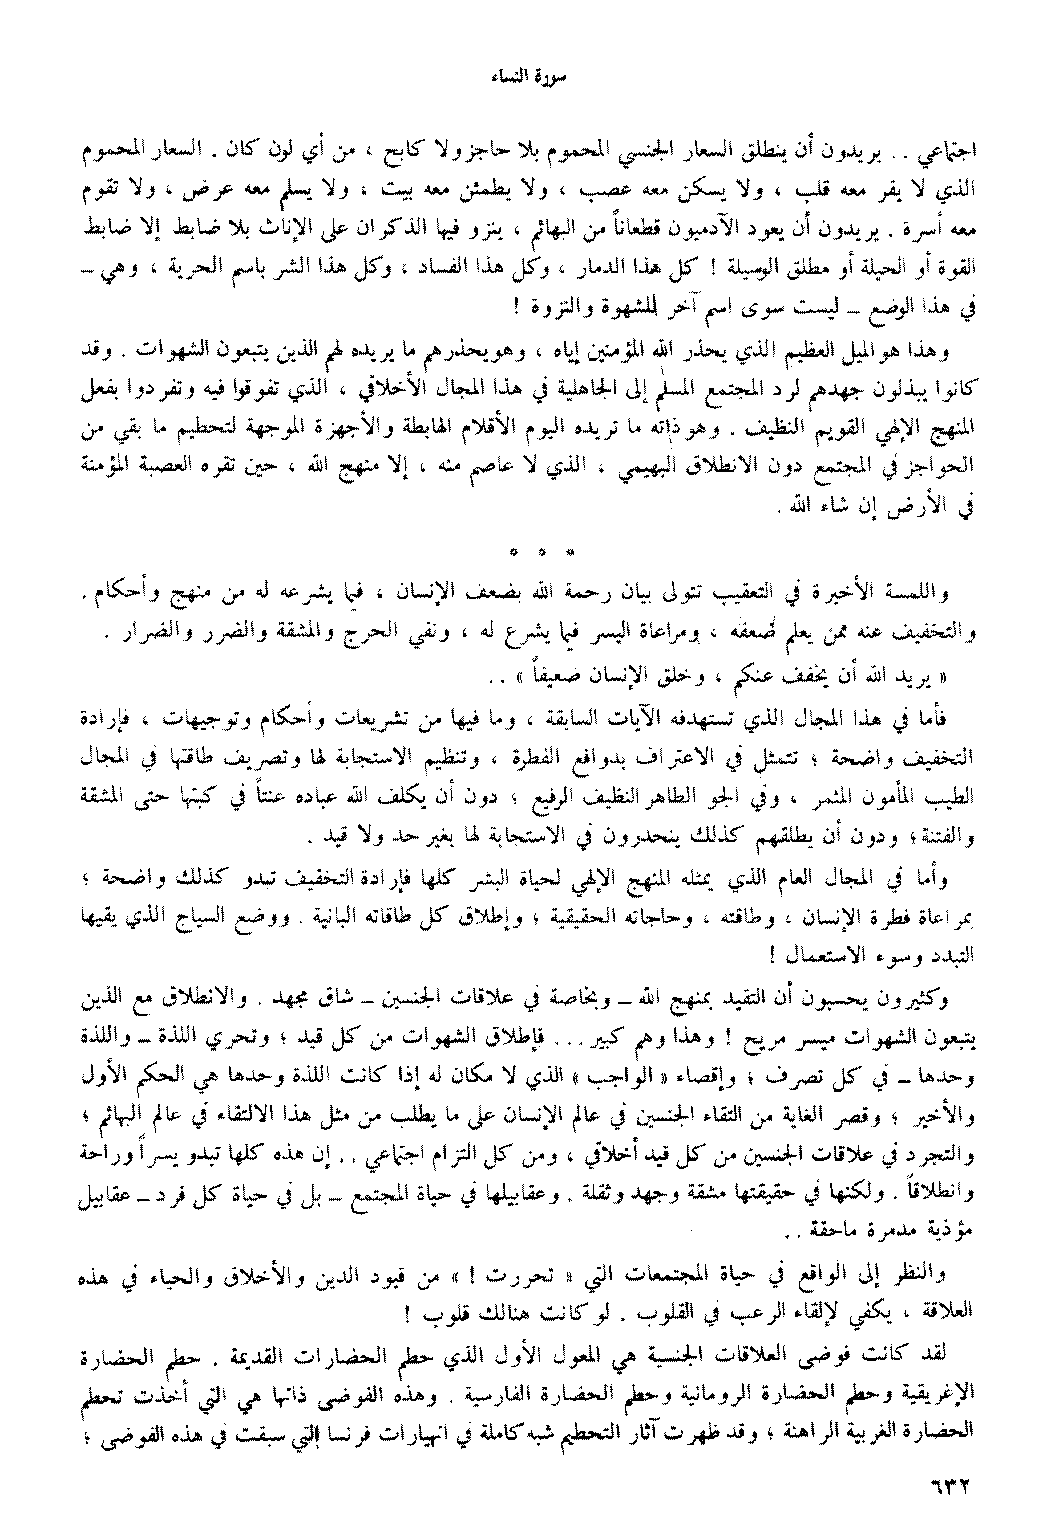 سورة النساء
اجتماعي .. يريدون أن ينطلق السعار الجنسي المحموم بلا حاجز ولا كابح ، من أي لون كان . السعار المحموم
الذي لا يقر معه قلب ، ولا يسكن معه عصب ، ولا يطمئن معه بيت ، ولا يسلم معه عرض ، ولا تقوم
معه أسرة . يريدون أن يعود الآدميون قطعاناً من البهائم ، ينزو فيها الذكران على الإناث بلا ضابط إلا ضابط
القوة أو الحيلة أو مطلق الوسيلة ! كل هذا الدمار ، وكل هذا الفساد ، وكل هذا الشر باسم الحرية ، وهي –
في هذا الوضع – ليست سوى اسم آخر للشهوة والنزوة !
وهذا هو الميل العظيم الذي يحذر الله المؤمنين إياه ، وهو يحذرهم ما يريده لهم الذين يتبعون الشهوات . وقد
كانوا يبذلون جهدهم لرد المجتمع المسلم إلى الجاهلية في هذا المجال الأخلاقي ، الذي تفوقوا فيه وتفردوا بفعل
المنهج الإلهي القويم النظيف . وهو ذاته ما تريده اليوم الأقلام الهابطة والأجهزة الموجهة لتحطيم ما بقي من
الحواجز في المجتمع دون الانطلاق البهيمي ، الذي لا عاصم منه ، إلا منهج الله ، حين تقره العصبة المؤمنة
في الأرض إن شاء الله .
* * *
واللمسة الأخيرة في التعقيب تتولى بيان رحمة الله بضعف الإنسان ، فيما يشرعه له من منهج وأحكام .
والتخفيف عنه ممن يعلم ضعفه ، ومراعاة اليسر فيما يشرع له ، ونفي الحرج والمشقة والضرر والضرار .
« يريد الله أن يخفف عنكم ، وخلق الإنسان ضعيفاً » ..
فأما في هذا المجال الذي تستهدفه الآيات السابقة ، وما فيها من تشريعات وأحكام وتوجيهات ، فإرادة
التخفيف واضحة ؛ تتمثل في الاعتراف بدوافع الفطرة ، وتنظيم الاستجابة لها وتصريف طاقتها في المجال
الطيب المأمون المثمر ، وفي الجو الطاهر النظيف الرفيع ؛ دون أن يكلف الله عباده عنتاً في كبتها حتى المشقة
والفتنة ؛ ودون أن يطلقهم كذلك ينحدرون في الاستجابة لها بغير حد ولا قيد .
وأما في المجال العام الذي يمثله المنهج الإلهي لحياة البشر كلها فإرادة التخفيف تبدو كذلك واضحة ؛
بمراعاة فطرة الإنسان ، وطاقته ، وحاجاته الحقيقية ؛ وإطلاق كل طاقاته البانية . ووضع السياج الذي يقيها
التبدد وسوء الاستعمال !
وكثيرون يحسبون أن التقيد بمنهج الله – وبخاصة في علاقات الجنسين – شاق مجهد . والانطلاق مع الذين
يتبعون الشهوات ميسر مريح ! وهذا وهم كبير... فإطلاق الشهوات من كل قيد ؛ وتحري اللذة – واللذة
وحدها – في كل تصرف ؛ وإقصاء « الواجب » الذي لا مكان له إذا كانت اللذة وحدها هي الحكم الأول
والأخير ؛ وقصر الغاية من التقاء الجنسين في عالم الإنسان على ما يطلب من مثل هذا الالتقاء في عالم البهائم ؛
والتجرد في علاقات الجنسين من كل قيد أخلاقي ، ومن كل التزام اجتماعي .. إن هذه كلها تبدو يسراً وراحة
وانطلاقاً . ولكنها في حقيقتها مشقة وجهد وثقلة . وعقابيلها في حياة المجتمع – بل في حياة كل فرد – عقابيل
مؤذية مدمرة ماحقة ..
والنظر إلى الواقع في حياة المجتمعات التي « تحررت ! » من قيود الدين والأخلاق والحياء في هذه
العلاقة ، يكفي لإلقاء الرعب في القلوب . لو كانت هنالك قلوب !
لقد كانت فوضى العلاقات الجنسية هي المعول الأول الذي حطم الحضارات القديمة . حطم الحضارة
الإغريقية وحطم الحضارة الرومانية وحطم الحضارة الفارسية . وهذه الفوضى ذاتها هي التي أخذت تحطم
الحضارة الغربية الراهنة ؛ وقد ظهرت آثار التحطيم شبه كاملة في انهيارات فرنسا التي سبقت في هذه الفوضى ؛
٦٣٢